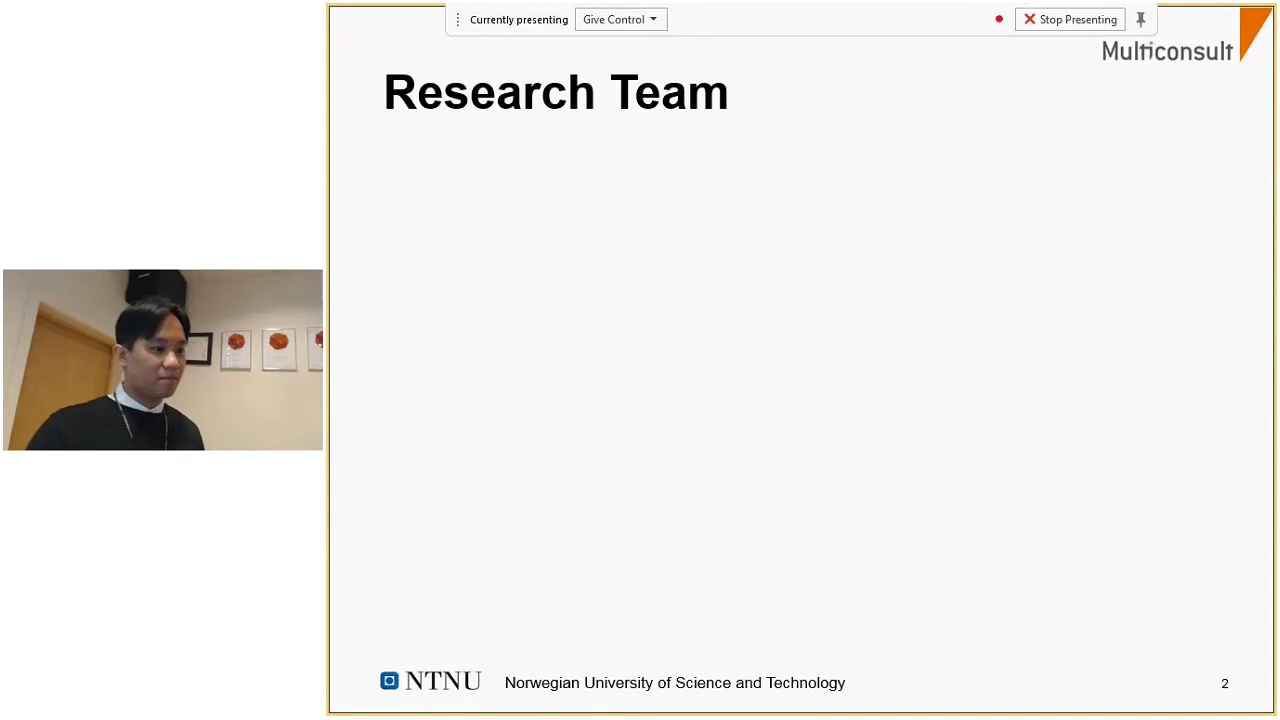 Currently presenting
Give Control
Stop Presenting
Multiconsult
Research Team
NTNU
Norwegian University of Science and Technology
2